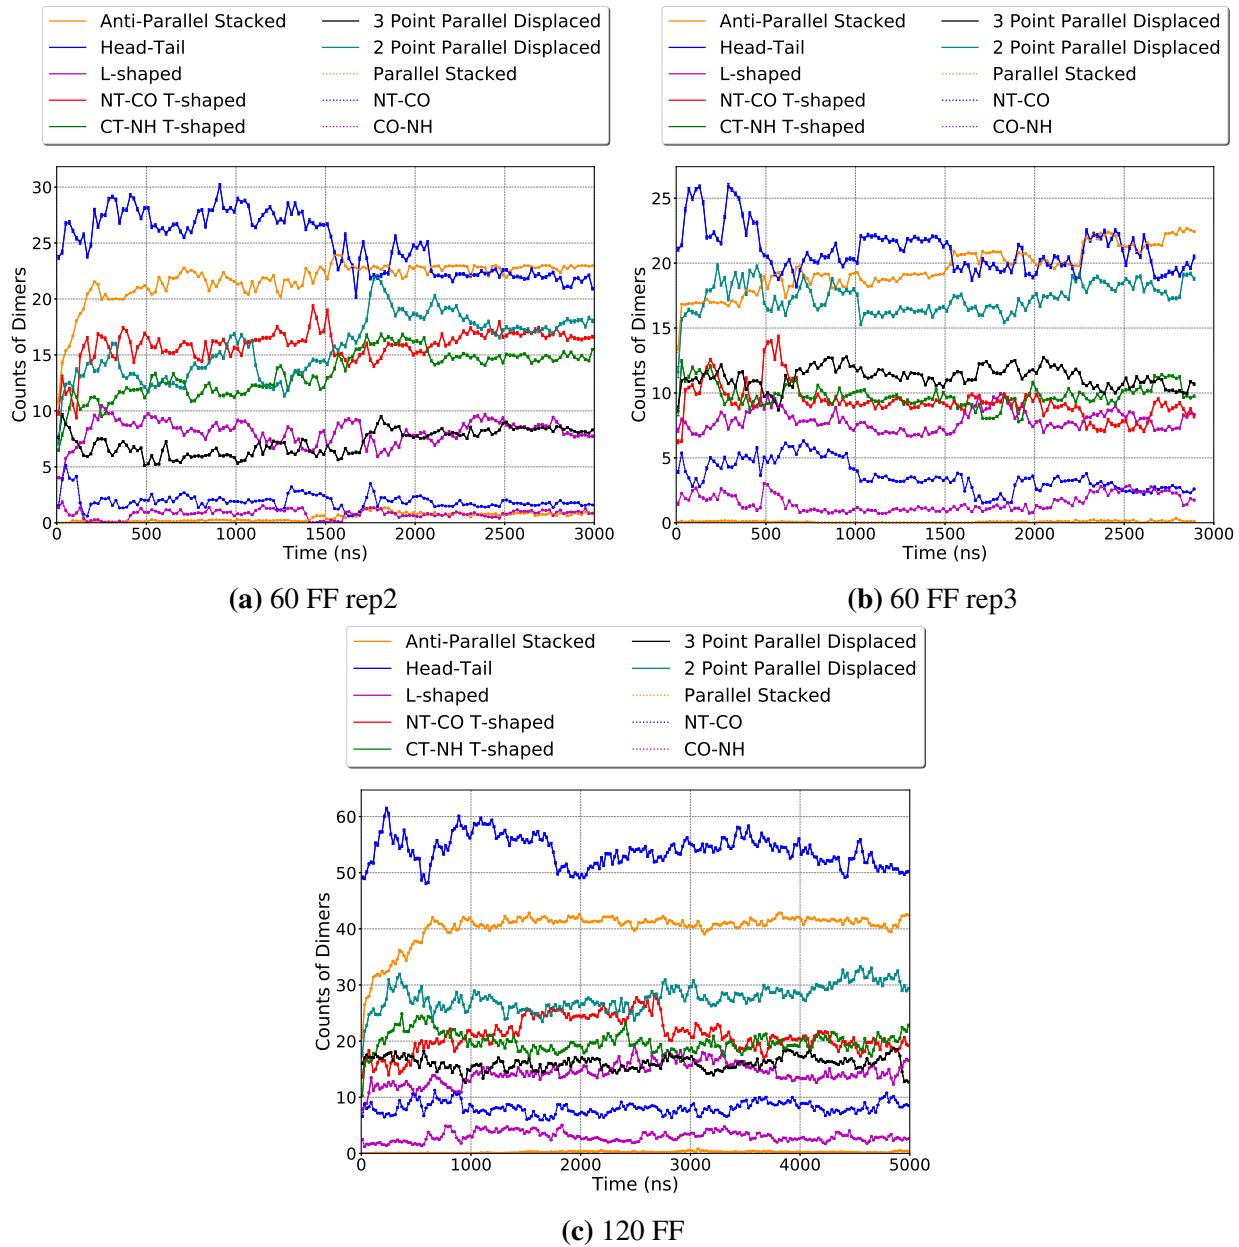 Anti-Parallel Stacked
Head-Tail
L-shaped
NT-CO T-shaped
CT-NH T-shaped
3 Point Parallel Displaced
2 Point Parallel Displaced
Parallel Stacked
NT-CO
CO-NH
30
25
20
15
10
5
0
Counts of Dimers
0 500 1000 1500 2000 2500 3000
Time (ns)
(a) 60 FF rep2
Anti-Parallel Stacked
Head-Tail
L-shaped
NT-CO T-shaped
CT-NH T-shaped
3 Point Parallel Displaced
2 Point Parallel Displaced
Parallel Stacked
NT-CO
CO-NH
25
20
15
10
5
0
Counts of Dimers
0 500 1000 1500 2000 2500 3000
Time (ns)
(b) 60 FF rep3
Anti-Parallel Stacked
Head-Tail
L-shaped
NT-CO T-shaped
CT-NH T-shaped
3 Point Parallel Displaced
2 Point Parallel Displaced
Parallel Stacked
NT-CO
CO-NH
60
50
40
30
20
10
0
Counts of Dimers
0 1000 2000 3000 4000 5000
Time (ns)
(c) 120 FF